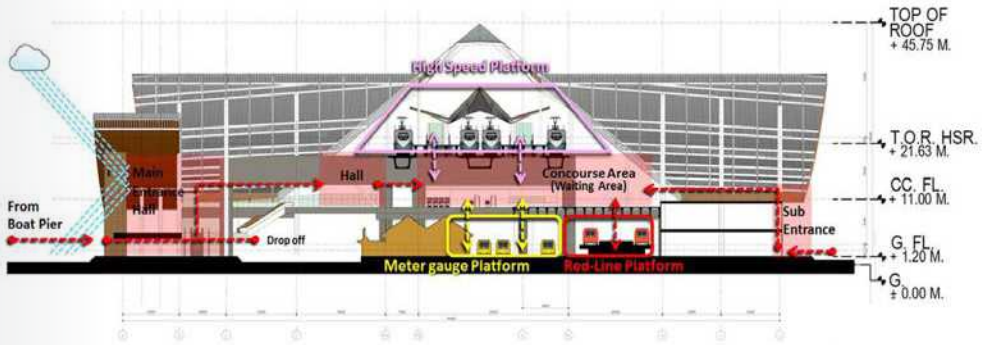 TOP OF
ROOF
+ 45.75 M.
High Speed Platform
T.O.R. HSR.
+ 21.63 M.
Main
Entrance
Hall
Hall
Concourse Area
(Waiting Area)
CC. FL.
+ 11.00 M.
From
Boat Pier
Drop off
Sub
Entrance
G. FL.
+ 1.20 M.
Meter gauge Platform
Red-Line Platform
G.
± 0.00 M.